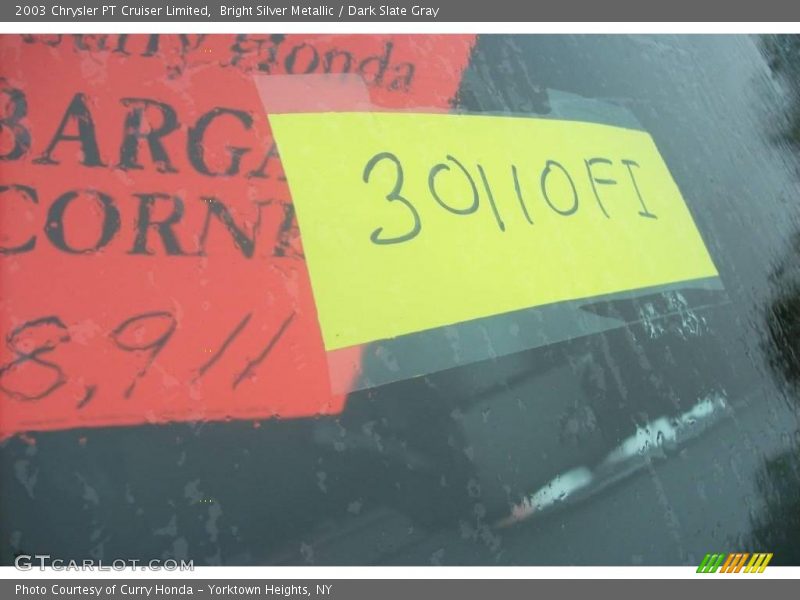 2003 Chrysler PT Cruiser Limited, Bright Silver Metallic / Dark Slate Gray
Honda
BARGA
CORNE
30110FI
8,911
GTCARLOT.COM
Photo Courtesy of Curry Honda - Yorktown Heights, NY